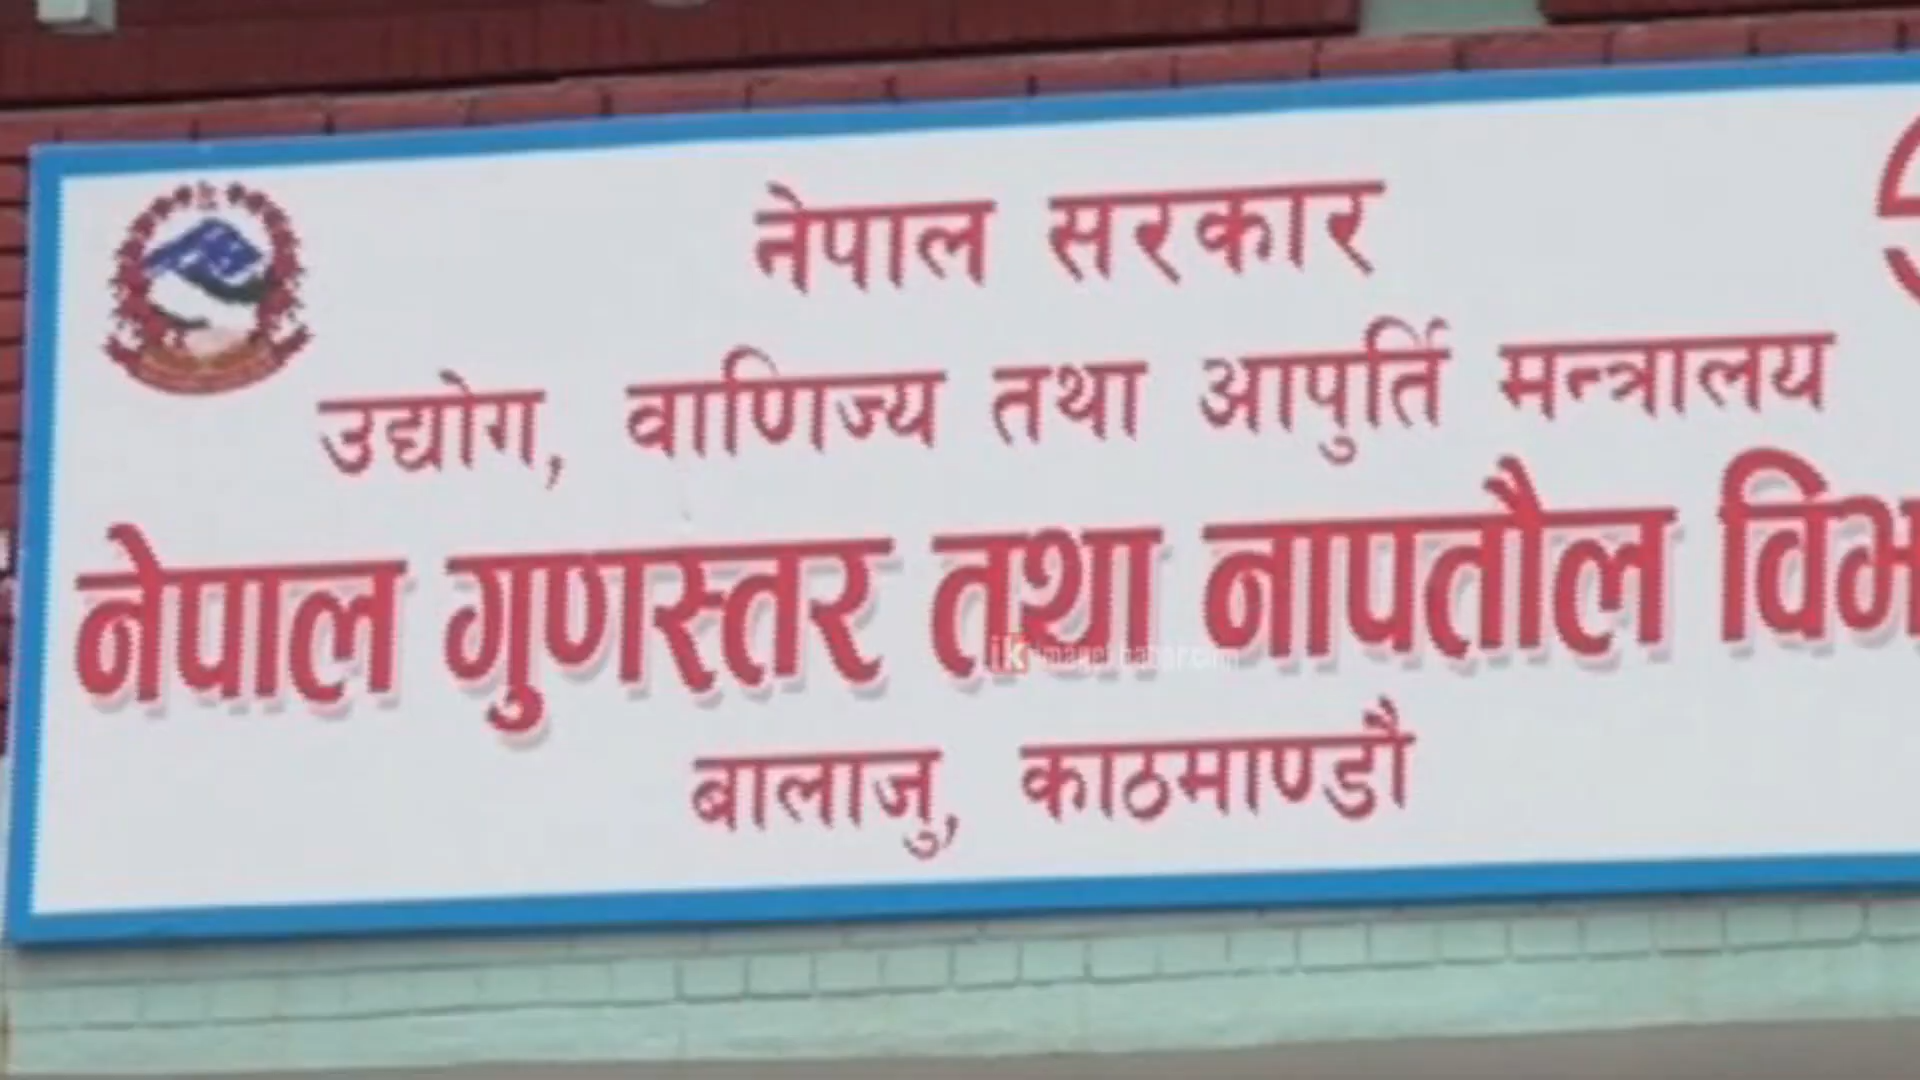 नेपाल सरकार
उद्योग, वाणिज्य तथा आपुर्ति मन्त्रालय
नेपाल गुणस्तर तथा नापतौल विभ
बालाजु, काठमाण्डौ